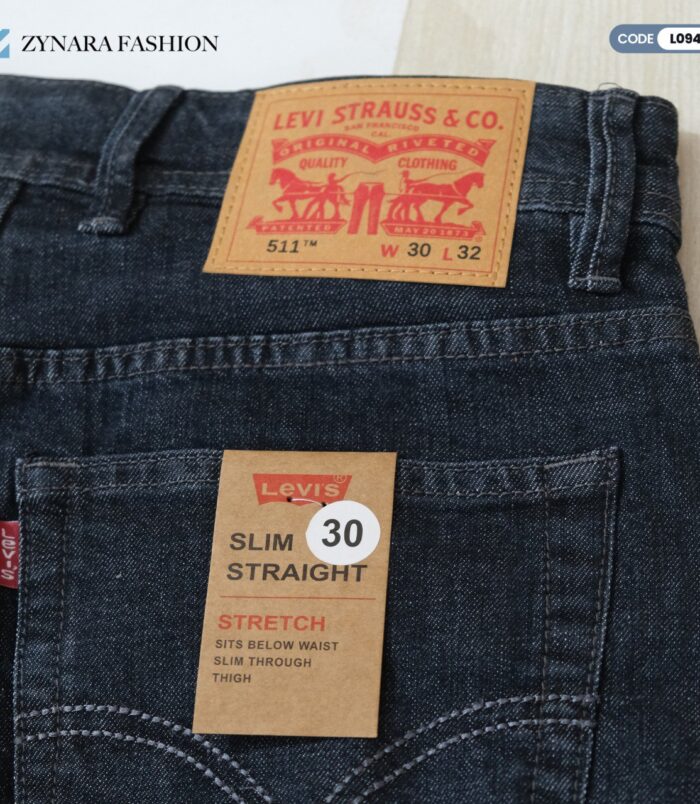 ZYNARA FASHION
CODE L094
LEVI STRAUSS & CO.
SAN FRANCISCO
CAL.
ORIGINAL RIVETED
QUALITY CLOTHING
PATENTED MAY 20 1873
511™ W 30 L 32
Levi's®
30
SLIM
STRAIGHT
STRETCH
SITS BELOW WAIST
SLIM THROUGH
THIGH
LEVI'S